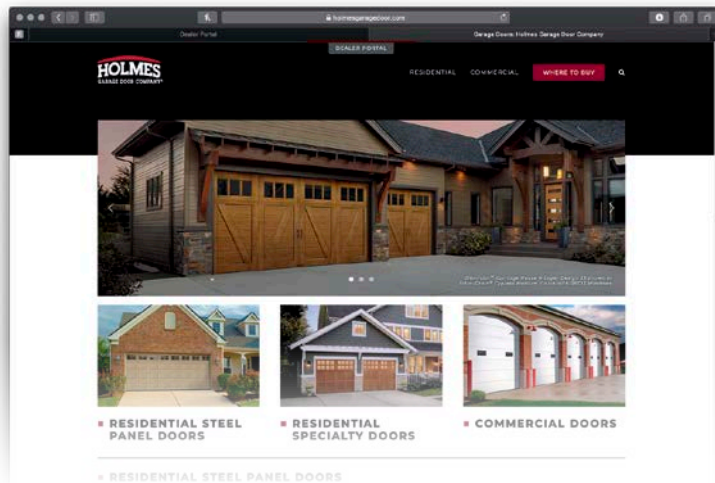 holmesgaragedoor.com
Dealer Portal
Garage Doors: Holmes Garage Door Company
DEALER PORTAL
HOLMES
GARAGE DOOR COMPANY
RESIDENTIAL COMMERCIAL WHERE TO BUY
RESIDENTIAL STEEL
PANEL DOORS
RESIDENTIAL
SPECIALTY DOORS
COMMERCIAL DOORS
RESIDENTIAL STEEL PANEL DOORS